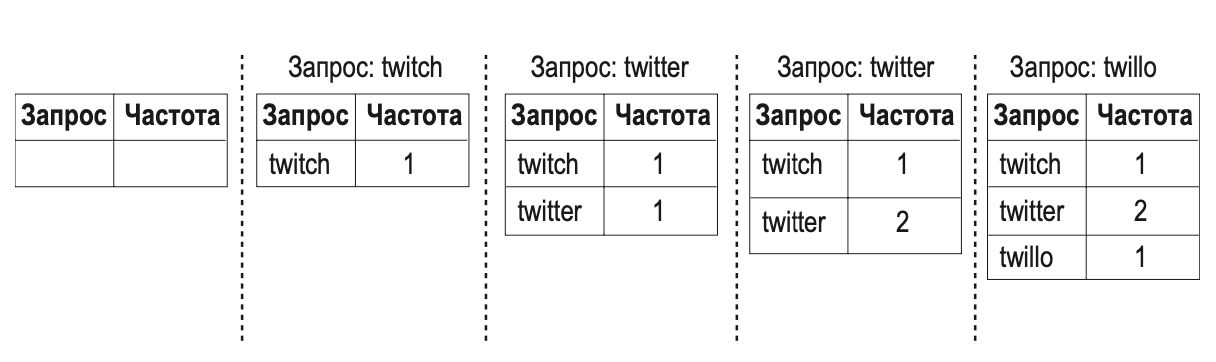 Запрос Частота
Запрос: twitch
Запрос Частота
twitch 1
Запрос: twitter
Запрос Частота
twitch 1
twitter 1
Запрос: twitter
Запрос Частота
twitch 1
twitter 2
Запрос: twillo
Запрос Частота
twitch 1
twitter 2
twillo 1